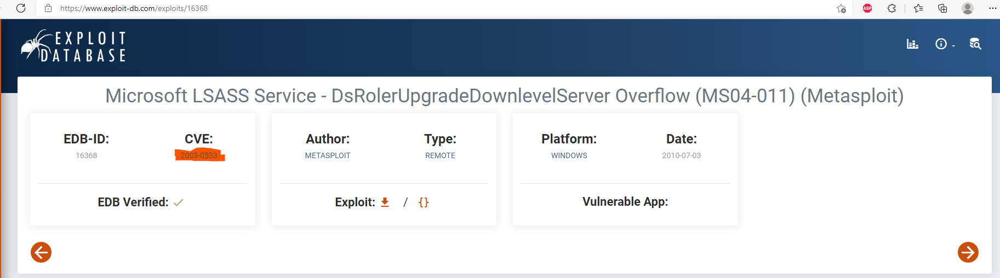 https://www.exploit-db.com/exploits/16368
ABP
EXPLOIT
DATABASE
Microsoft LSASS Service - DsRolerUpgradeDownlevelServer Overflow (MS04-011) (Metasploit)
EDB-ID: CVE:
16368 2003-0533
EDB Verified:
Author: Type:
METASPLOIT REMOTE
Exploit: / {}
Platform: Date:
WINDOWS 2010-07-03
Vulnerable App: